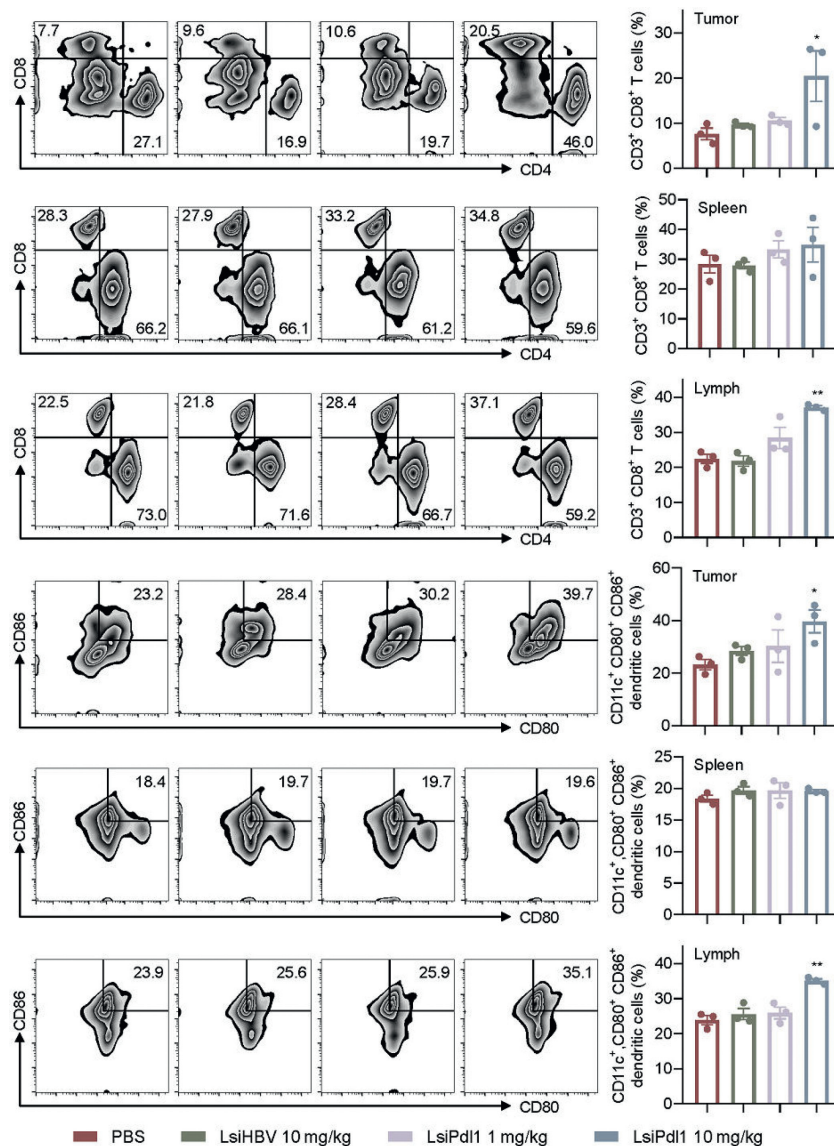 7.7 9.6 10.6 20.5
CD8
27.1 16.9 19.7 46.0
CD4
Tumor
*
CD3+ CD8+ T cells (%)
30
20
10
0
28.3 27.9 33.2 34.8
CD8
66.2 66.1 61.2 59.6
CD4
Spleen
CD3+ CD8+ T cells (%)
50
40
30
20
10
0
22.5 21.8 28.4 37.1
CD8
73.0 71.6 66.7 59.2
CD4
Lymph
**
CD3+ CD8+ T cells (%)
40
30
20
10
0
23.2 28.4 30.2 39.7
CD86
CD80
Tumor
*
CD11c+ CD80+ CD86+
dendritic cells (%)
60
40
20
0
18.4 19.7 19.7 19.6
CD86
CD80
Spleen
CD11c+,CD80+ CD86+
dendritic cells (%)
25
20
15
10
5
0
23.9 25.6 25.9 35.1
CD86
CD80
Lymph
**
CD11c+,CD80+ CD86+
dendritic cells (%)
40
30
20
10
0
PBS LsiHBV 10 mg/kg LsiPdl1 1 mg/kg LsiPdl1 10 mg/kg